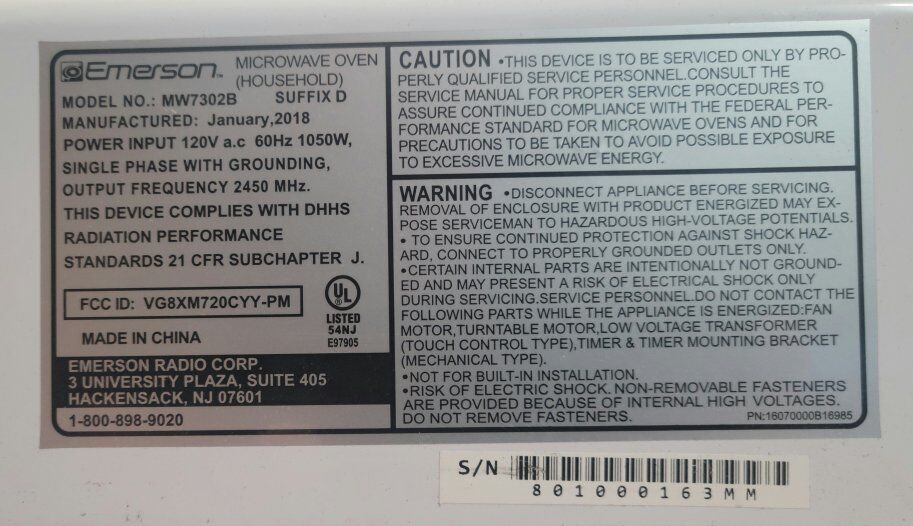 Emerson™ MICROWAVE OVEN
(HOUSEHOLD)
MODEL NO.: MW7302B SUFFIX D
MANUFACTURED: January,2018
POWER INPUT 120V a.c 60Hz 1050W,
SINGLE PHASE WITH GROUNDING,
OUTPUT FREQUENCY 2450 MHz.
THIS DEVICE COMPLIES WITH DHHS
RADIATION PERFORMANCE
STANDARDS 21 CFR SUBCHAPTER J.
FCC ID: VG8XM720CYY-PM
UL
LISTED
54NJ
E97905
MADE IN CHINA
EMERSON RADIO CORP.
3 UNIVERSITY PLAZA, SUITE 405
HACKENSACK, NJ 07601
1-800-898-9020
CAUTION •THIS DEVICE IS TO BE SERVICED ONLY BY PRO-
PERLY QUALIFIED SERVICE PERSONNEL.CONSULT THE
SERVICE MANUAL FOR PROPER SERVICE PROCEDURES TO
ASSURE CONTINUED COMPLIANCE WITH THE FEDERAL PER-
FORMANCE STANDARD FOR MICROWAVE OVENS AND FOR
PRECAUTIONS TO BE TAKEN TO AVOID POSSIBLE EXPOSURE
TO EXCESSIVE MICROWAVE ENERGY.
WARNING •DISCONNECT APPLIANCE BEFORE SERVICING.
REMOVAL OF ENCLOSURE WITH PRODUCT ENERGIZED MAY EX-
POSE SERVICEMAN TO HAZARDOUS HIGH-VOLTAGE POTENTIALS.
• TO ENSURE CONTINUED PROTECTION AGAINST SHOCK HAZ-
ARD, CONNECT TO PROPERLY GROUNDED OUTLETS ONLY.
•CERTAIN INTERNAL PARTS ARE INTENTIONALLY NOT GROUND-
ED AND MAY PRESENT A RISK OF ELECTRICAL SHOCK ONLY
DURING SERVICING.SERVICE PERSONNEL.DO NOT CONTACT THE
FOLLOWING PARTS WHILE THE APPLIANCE IS ENERGIZED:FAN
MOTOR,TURNTABLE MOTOR,LOW VOLTAGE TRANSFORMER
(TOUCH CONTROL TYPE),TIMER & TIMER MOUNTING BRACKET
(MECHANICAL TYPE).
•NOT FOR BUILT-IN INSTALLATION.
•RISK OF ELECTRIC SHOCK. NON-REMOVABLE FASTENERS
ARE PROVIDED BECAUSE OF INTERNAL HIGH VOLTAGES.
DO NOT REMOVE FASTENERS.
PN:16070000B16985
S/N
801000163MM